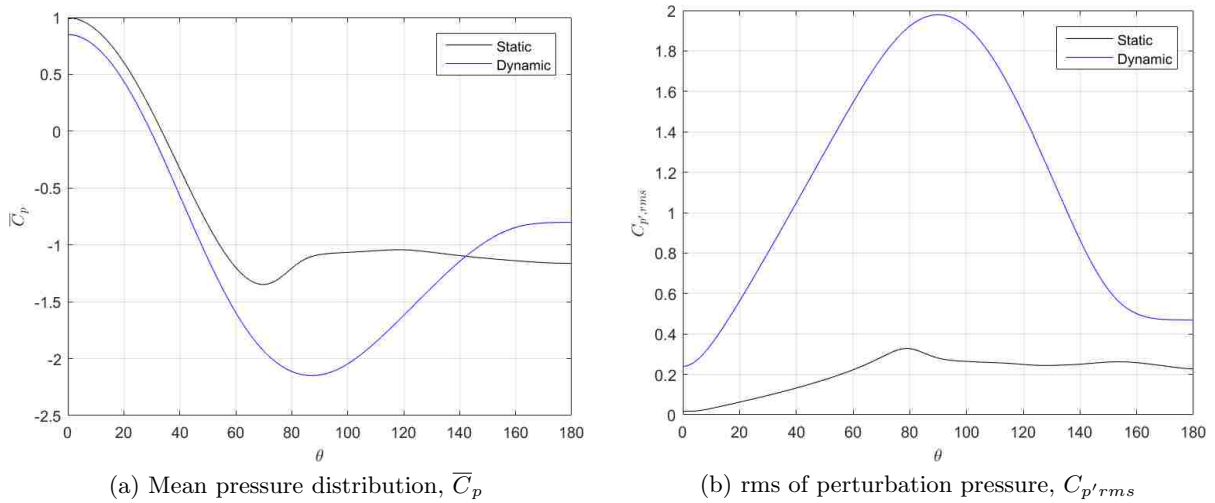 1
0.5
0
-0.5
-1
-1.5
-2
-2.5
C̅p
0 20 40 60 80 100 120 140 160 180
θ
Static
Dynamic
(a) Mean pressure distribution, C̅p
2
1.8
1.6
1.4
1.2
1
0.8
0.6
0.4
0.2
0
Cp′,rms
0 20 40 60 80 100 120 140 160 180
θ
Static
Dynamic
(b) rms of perturbation pressure, Cp′rms